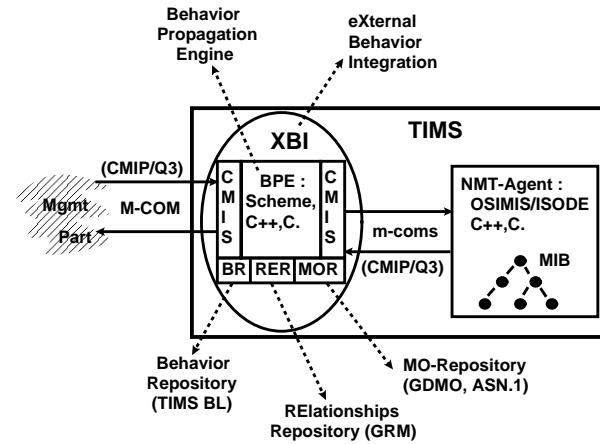 Behavior
Propagation
Engine
eXternal
Behavior
Integration
TIMS
XBI
(CMIP/Q3)
Mgmt
M-COM
Part
C
M
I
S
BPE :
Scheme,
C++,C.
C
M
I
S
BR
RER
MOR
m-coms
(CMIP/Q3)
NMT-Agent :
OSIMIS/ISODE
C++,C.
MIB
Behavior
Repository
(TIMS BL)
RElationships
Repository (GRM)
MO-Repository
(GDMO, ASN.1)